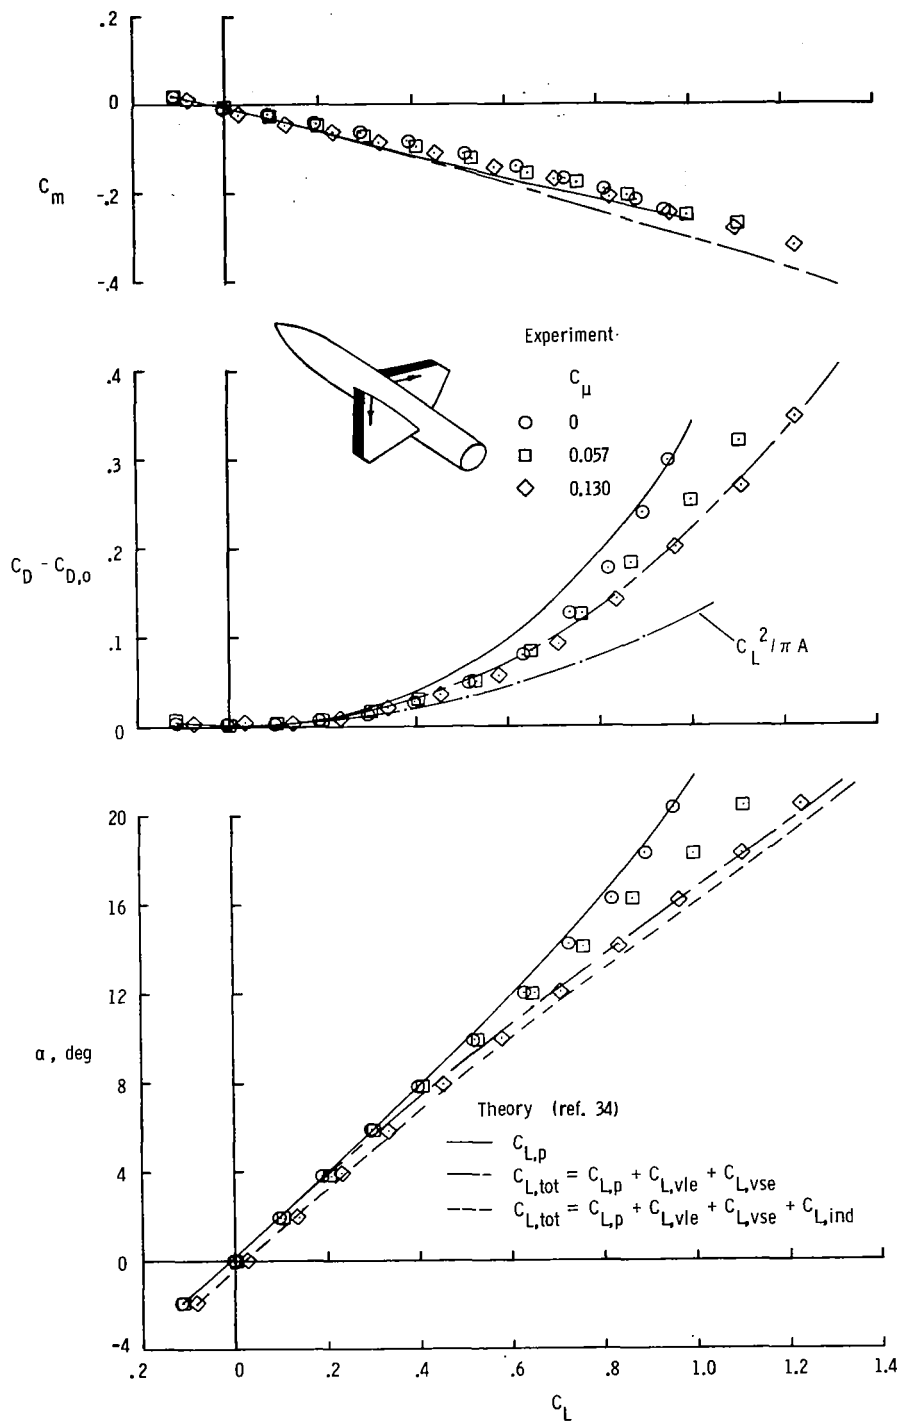 .2
0
C_m
-.2
-.4
Experiment
C_μ
0
0.057
0.130
.4
.3
.2
C_D - C_D,o
.1
0
C_L^2/π A
20
16
12
α, deg
8
4
0
-4
Theory (ref. 34)
C_L,p
C_L,tot = C_L,p + C_L,vle + C_L,vse
C_L,tot = C_L,p + C_L,vle + C_L,vse + C_L,ind
.2 0 .2 .4 .6 .8 1.0 1.2 1.4
C_L